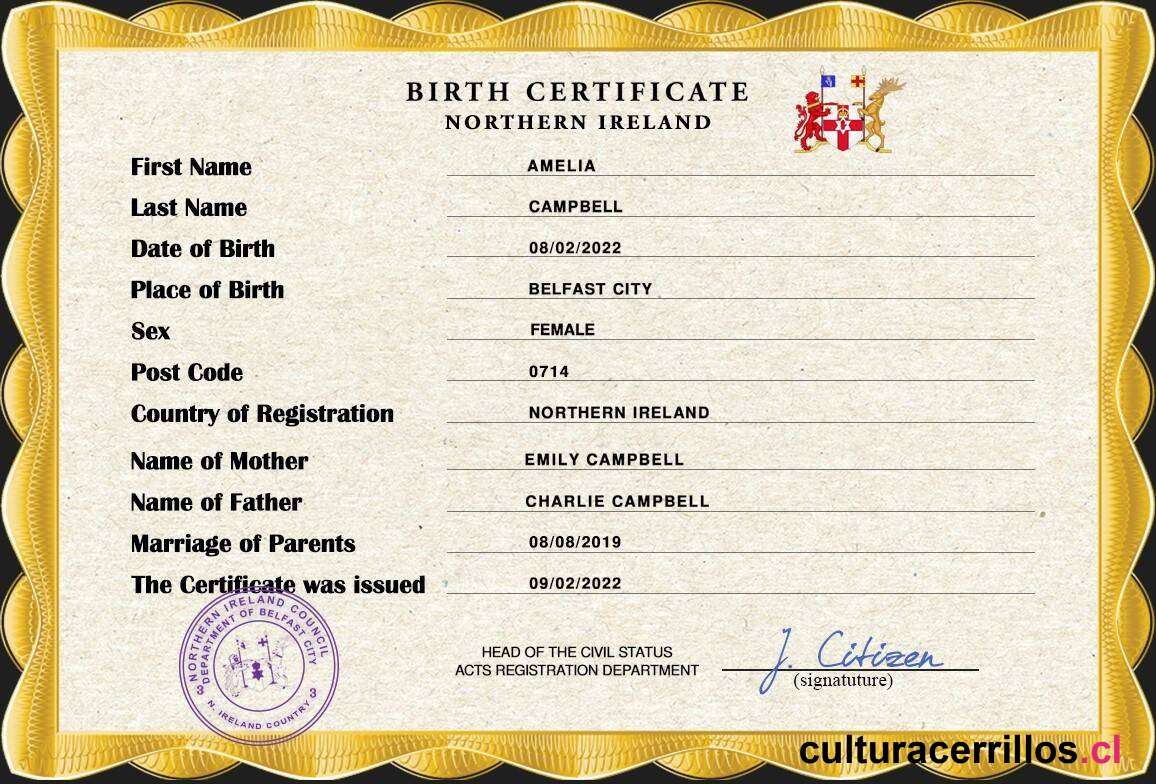 BIRTH CERTIFICATE
NORTHERN IRELAND
First Name AMELIA
Last Name CAMPBELL
Date of Birth 08/02/2022
Place of Birth BELFAST CITY
Sex FEMALE
Post Code 0714
Country of Registration NORTHERN IRELAND
Name of Mother EMILY CAMPBELL
Name of Father CHARLIE CAMPBELL
Marriage of Parents 08/08/2019
The Certificate was issued 09/02/2022
NORTHERN IRELAND COUNCIL
DEPARTMENT OF BELFAST CITY
3 3
N. IRELAND COUNTRY
HEAD OF THE CIVIL STATUS
ACTS REGISTRATION DEPARTMENT
J. Citizen
(signatuture)
culturacerrillos.cl